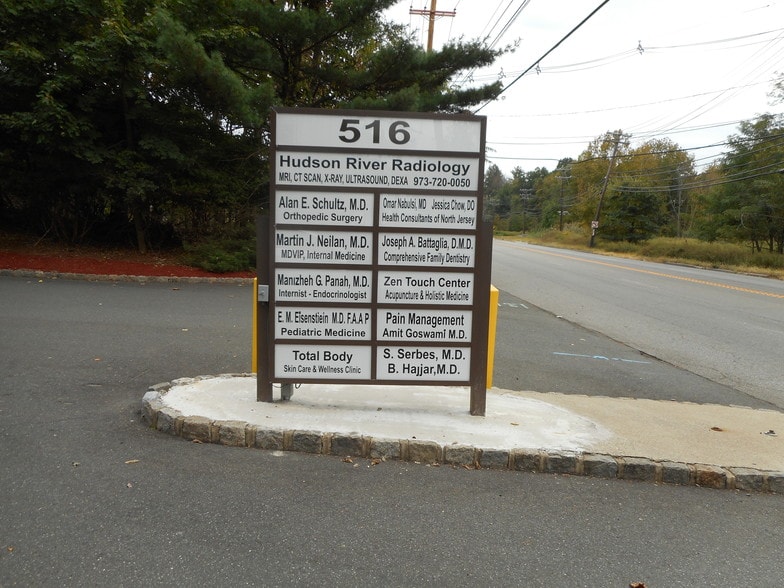 516
Hudson River Radiology
MRI, CT SCAN, X-RAY, ULTRASOUND, DEXA 973-720-0050
Alan E. Schultz, M.D.
Orthopedic Surgery
Omar Nabulsi, MD Jessica Chow, DO
Health Consultants of North Jersey
Martin J. Neilan, M.D.
MDVIP, Internal Medicine
Joseph A. Battaglia, D.M.D.
Comprehensive Family Dentistry
Manizheh G. Panah, M.D.
Internist - Endocrinologist
Zen Touch Center
Acupuncture & Holistic Medicine
E. M. Eisenstiein M.D. F.A.A.P
Pediatric Medicine
Pain Management
Amit Goswami M.D.
Total Body
Skin Care & Wellness Clinic
S. Serbes, M.D.
B. Hajjar, M.D.